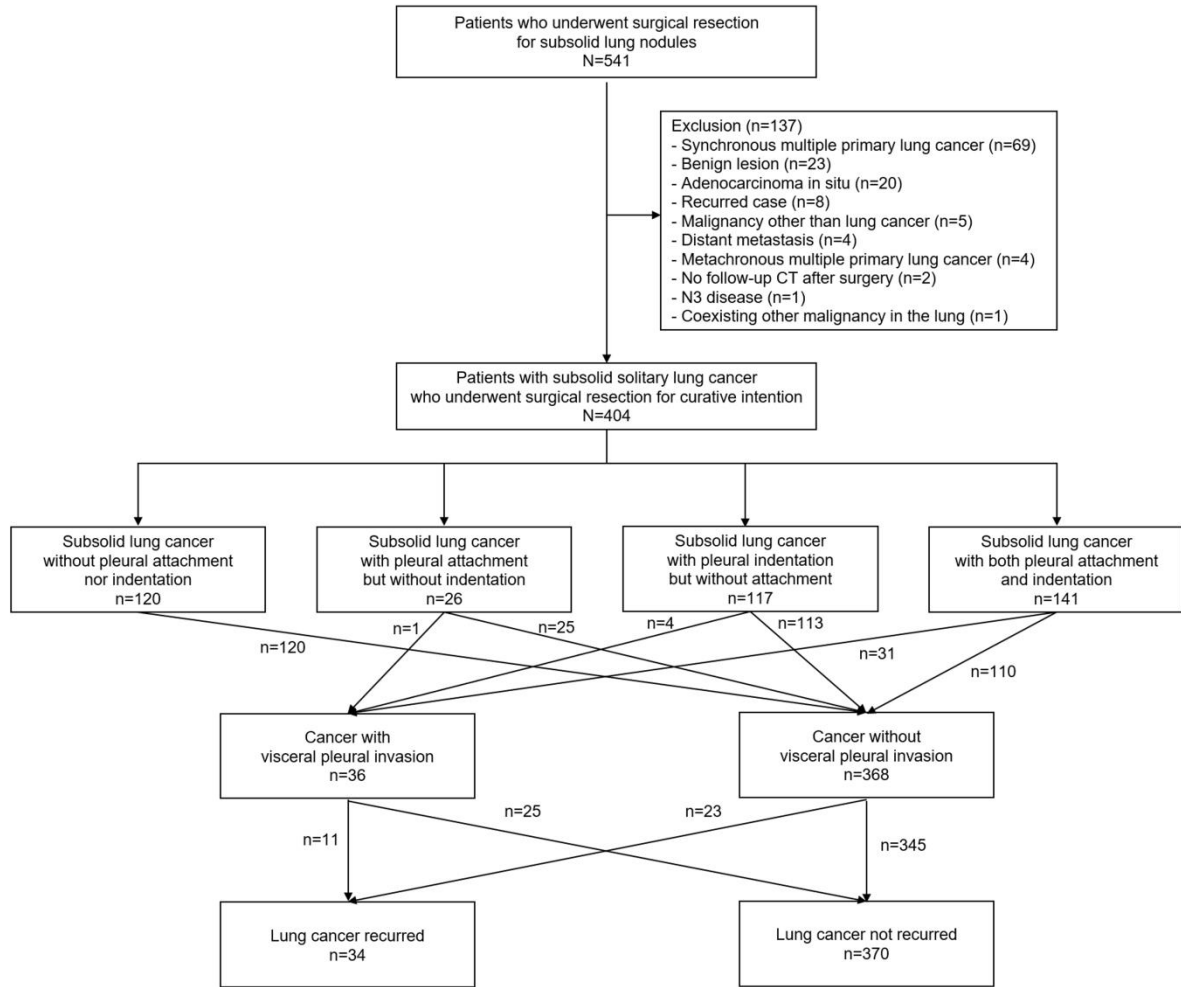 Patients who underwent surgical resection
for subsolid lung nodules
N=541
Exclusion (n=137)
- Synchronous multiple primary lung cancer (n=69)
- Benign lesion (n=23)
- Adenocarcinoma in situ (n=20)
- Recurred case (n=8)
- Malignancy other than lung cancer (n=5)
- Distant metastasis (n=4)
- Metachronous multiple primary lung cancer (n=4)
- No follow-up CT after surgery (n=2)
- N3 disease (n=1)
- Coexisting other malignancy in the lung (n=1)
Patients with subsolid solitary lung cancer
who underwent surgical resection for curative intention
N=404
Subsolid lung cancer
without pleural attachment
nor indentation
n=120
Subsolid lung cancer
with pleural attachment
but without indentation
n=26
Subsolid lung cancer
with pleural indentation
but without attachment
n=117
Subsolid lung cancer
with both pleural attachment
and indentation
n=141
n=120
n=1
n=25
n=4
n=113
n=31
n=110
Cancer with
visceral pleural invasion
n=36
Cancer without
visceral pleural invasion
n=368
n=11
n=25
n=23
n=345
Lung cancer recurred
n=34
Lung cancer not recurred
n=370